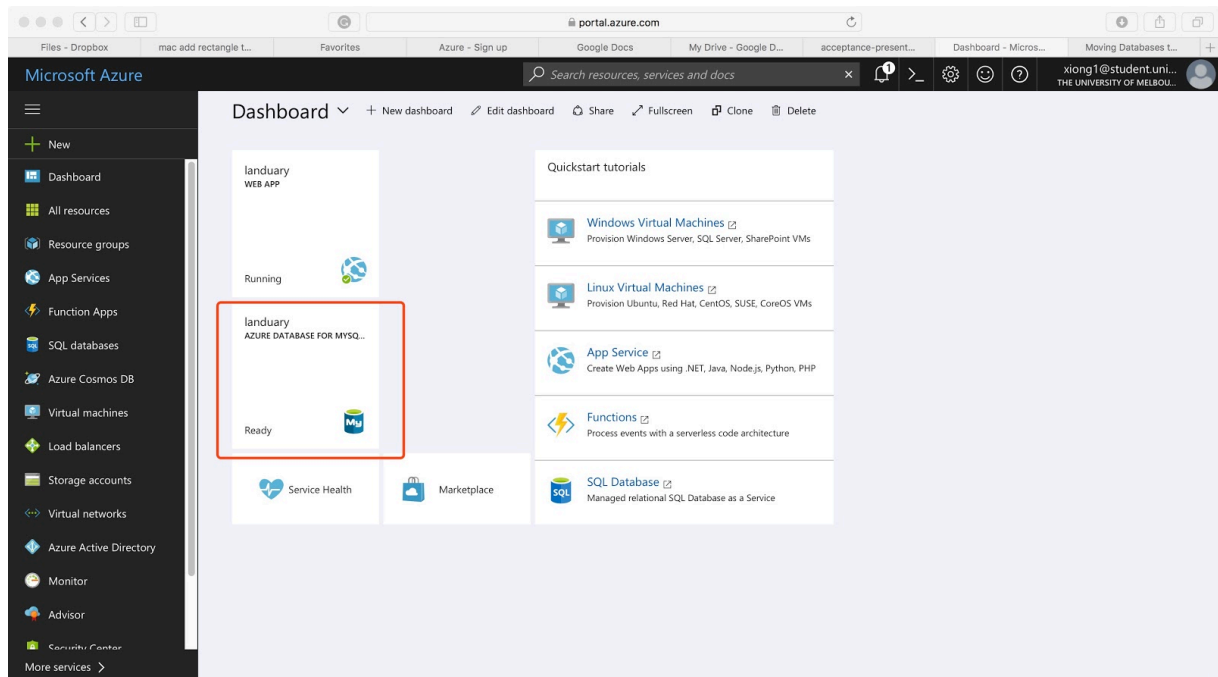 portal.azure.com
Files - Dropbox
mac add rectangle t...
Favorites
Azure - Sign up
Google Docs
My Drive - Google D...
acceptance-present...
Dashboard - Micros...
Moving Databases t...
Microsoft Azure
Search resources, services and docs
1
xiong1@student.uni...
THE UNIVERSITY OF MELBOU...
New
Dashboard
All resources
Resource groups
App Services
Function Apps
SQL databases
Azure Cosmos DB
Virtual machines
Load balancers
Storage accounts
Virtual networks
Azure Active Directory
Monitor
Advisor
Security Center
More services
Dashboard
New dashboard
Edit dashboard
Share
Fullscreen
Clone
Delete
landuary
WEB APP
Running
landuary
AZURE DATABASE FOR MYSQ...
My
Ready
Service Health
Marketplace
Quickstart tutorials
Windows Virtual Machines
Provision Windows Server, SQL Server, SharePoint VMs
Linux Virtual Machines
Provision Ubuntu, Red Hat, CentOS, SUSE, CoreOS VMs
App Service
Create Web Apps using .NET, Java, Node.js, Python, PHP
Functions
Process events with a serverless code architecture
SQL
SQL Database
Managed relational SQL Database as a Service